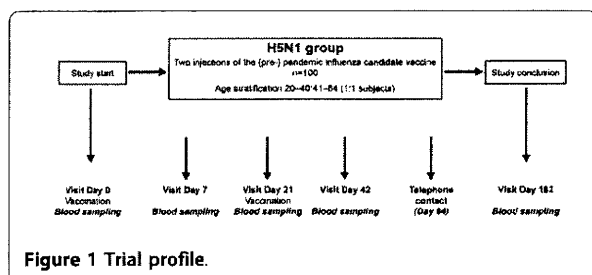 H5N1 group
Two injections of the (pre-) pandemic influenza candidate vaccine
n=100
Age stratification 20-40:41-64 (1:1 subjects)
Study start
Study conclusion
Visit Day 0
Vaccination
Blood sampling
Visit Day 7
Blood sampling
Visit Day 21
Vaccination
Blood sampling
Visit Day 42
Blood sampling
Telephone
contact
(Day 84)
Visit Day 182
Blood sampling
Figure 1 Trial profile.